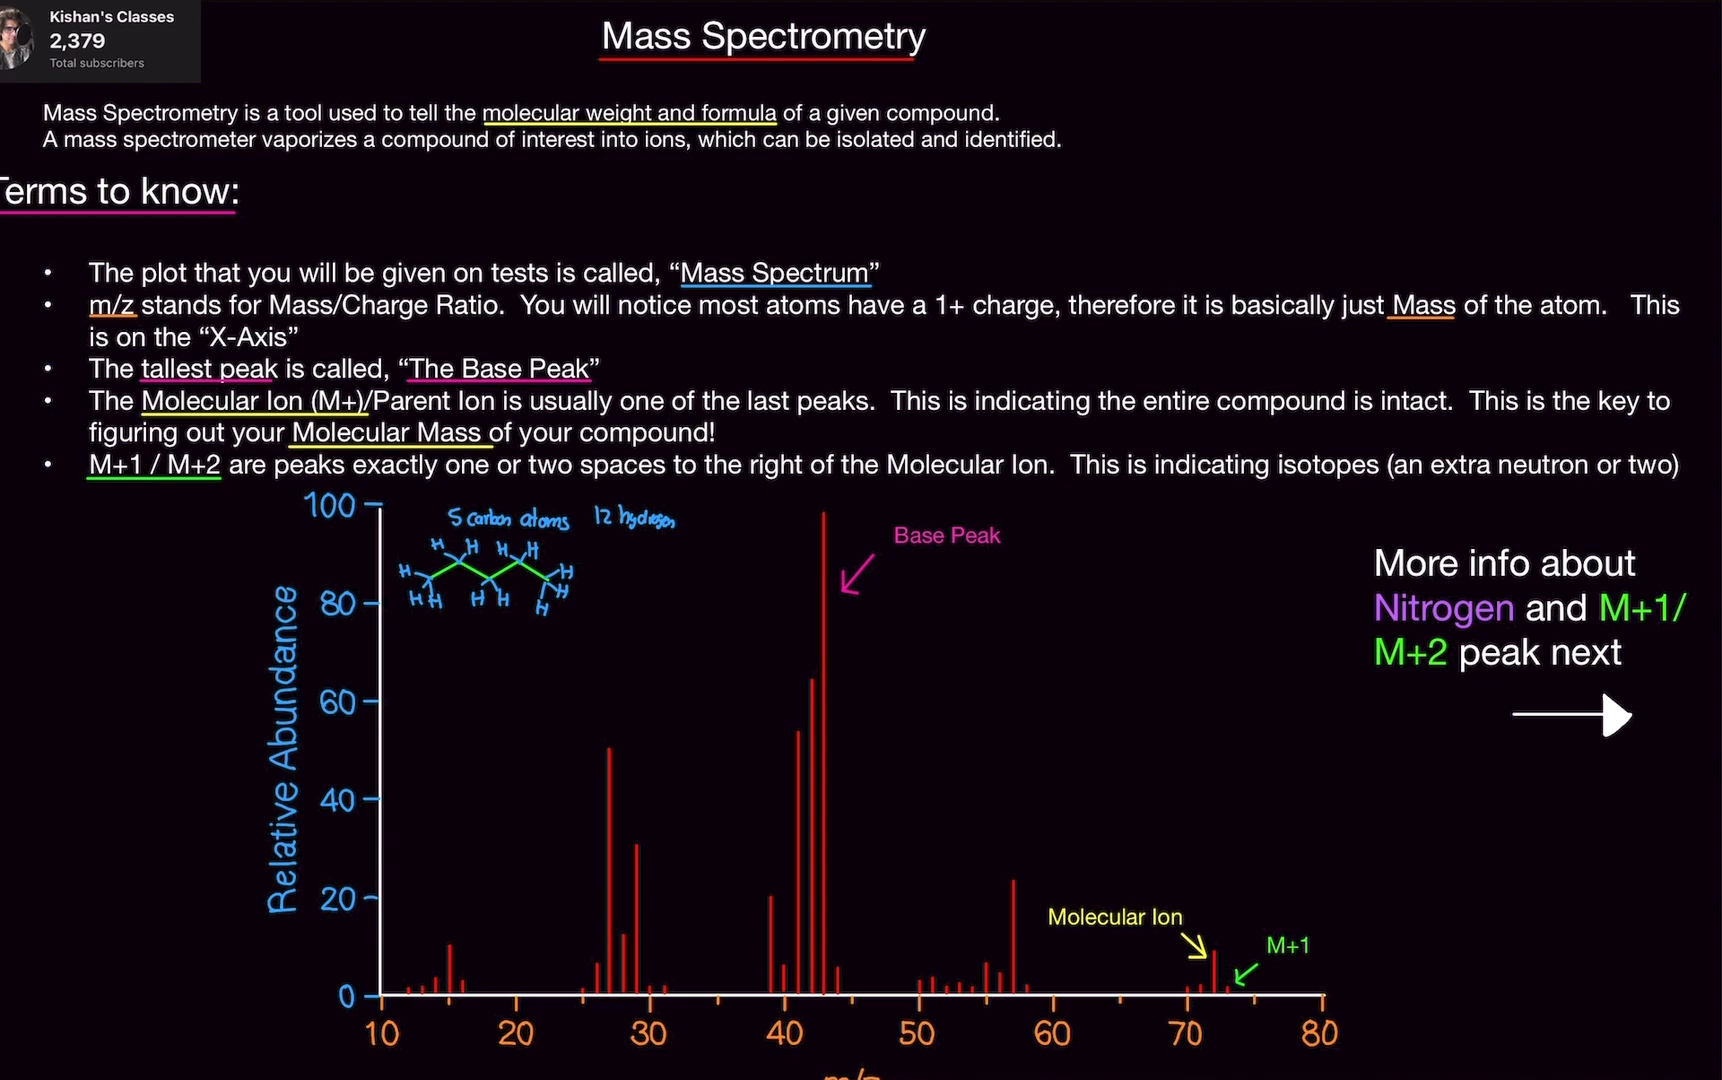 Kishan's Classes
2,379
Total subscribers
Mass Spectrometry
Mass Spectrometry is a tool used to tell the molecular weight and formula of a given compound.
A mass spectrometer vaporizes a compound of interest into ions, which can be isolated and identified.
Terms to know:
• The plot that you will be given on tests is called, “Mass Spectrum”
• m/z stands for Mass/Charge Ratio. You will notice most atoms have a 1+ charge, therefore it is basically just Mass of the atom. This
is on the “X-Axis”
• The tallest peak is called, “The Base Peak”
• The Molecular Ion (M+)/Parent Ion is usually one of the last peaks. This is indicating the entire compound is intact. This is the key to
figuring out your Molecular Mass of your compound!
• M+1 / M+2 are peaks exactly one or two spaces to the right of the Molecular Ion. This is indicating isotopes (an extra neutron or two)
5 carbon atoms 12 hydrogen
H H H H
H H
H H H H H
H
Base Peak
More info about
Nitrogen and M+1/
M+2 peak next
Molecular Ion
M+1
Relative Abundance
100
80
60
40
20
0
10 20 30 40 50 60 70 80
m/z